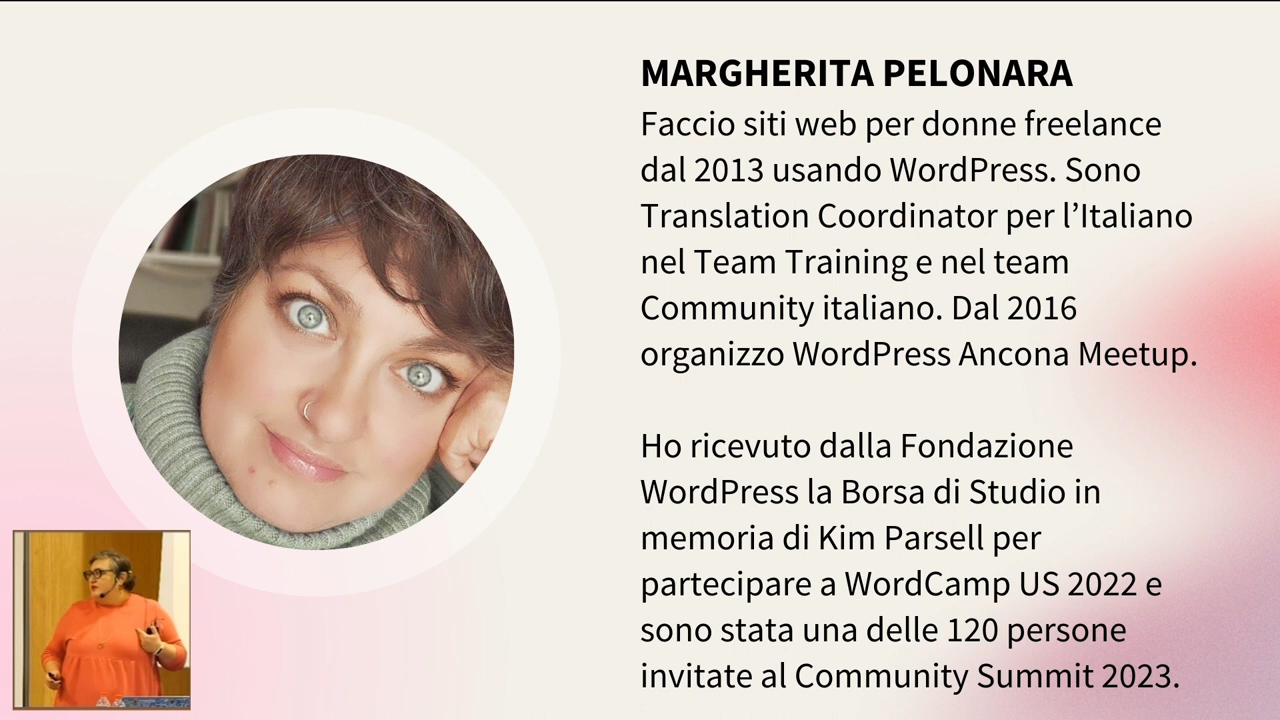 MARGHERITA PELONARA
Faccio siti web per donne freelance
dal 2013 usando WordPress. Sono
Translation Coordinator per l’Italiano
nel Team Training e nel team
Community italiano. Dal 2016
organizzo WordPress Ancona Meetup.
Ho ricevuto dalla Fondazione
WordPress la Borsa di Studio in
memoria di Kim Parsell per
partecipare a WordCamp US 2022 e
sono stata una delle 120 persone
invitate al Community Summit 2023.